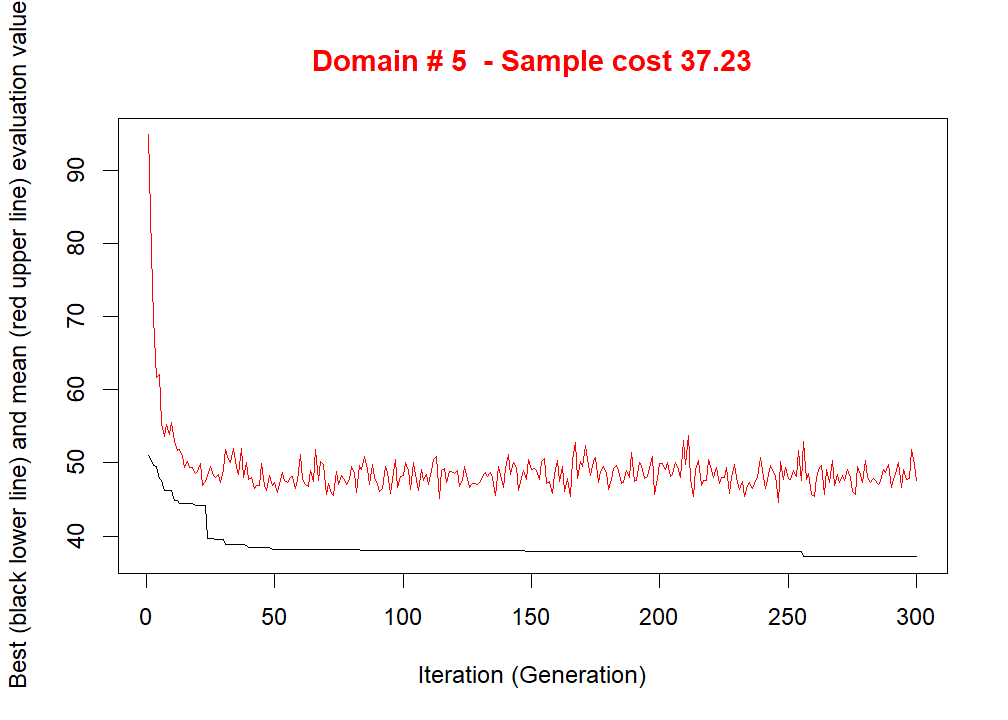 Domain # 5  - Sample cost 37.23
Best (black lower line) and mean (red upper line) evaluation value
90
80
70
60
50
40
0 50 100 150 200 250 300
Iteration (Generation)